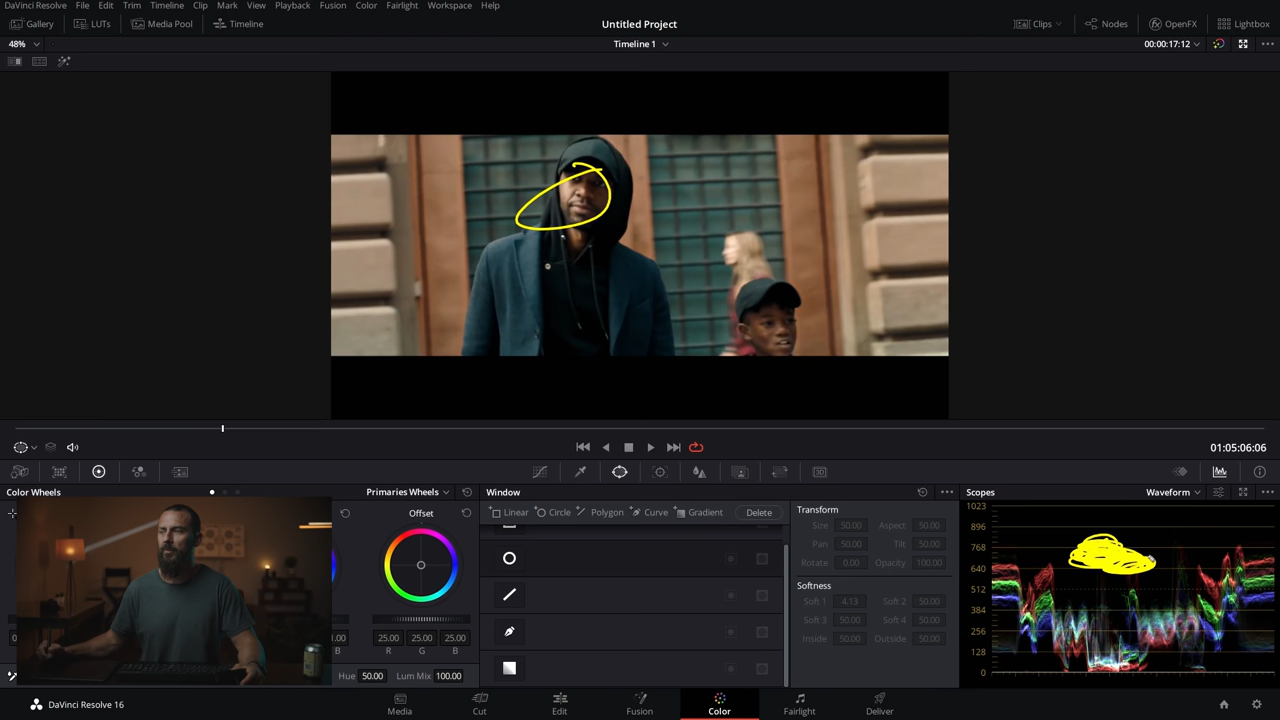 DaVinci Resolve File Edit Trim Timeline Clip Mark View Playback Fusion Color Fairlight Workspace Help
Gallery LUTs Media Pool Timeline Untitled Project Clips Nodes OpenFX Lightbox
48% Timeline 1 00:00:17:12
01:05:06:06
Color Wheels Primaries Wheels Window Scopes Waveform
Offset
25.00 25.00 25.00
R G B
B
Hue 50.00 Lum Mix 100.00
Linear Circle Polygon Curve Gradient Delete
Transform
Size 50.00 Aspect 50.00
Pan 50.00 Tilt 50.00
Rotate 0.00 Opacity 100.00
Softness
Soft 1 4.13 Soft 2 50.00
Soft 3 50.00 Soft 4 50.00
Inside 50.00 Outside 50.00
1023
896
768
640
512
384
256
128
0
DaVinci Resolve 16 Media Cut Edit Fusion Color Fairlight Deliver